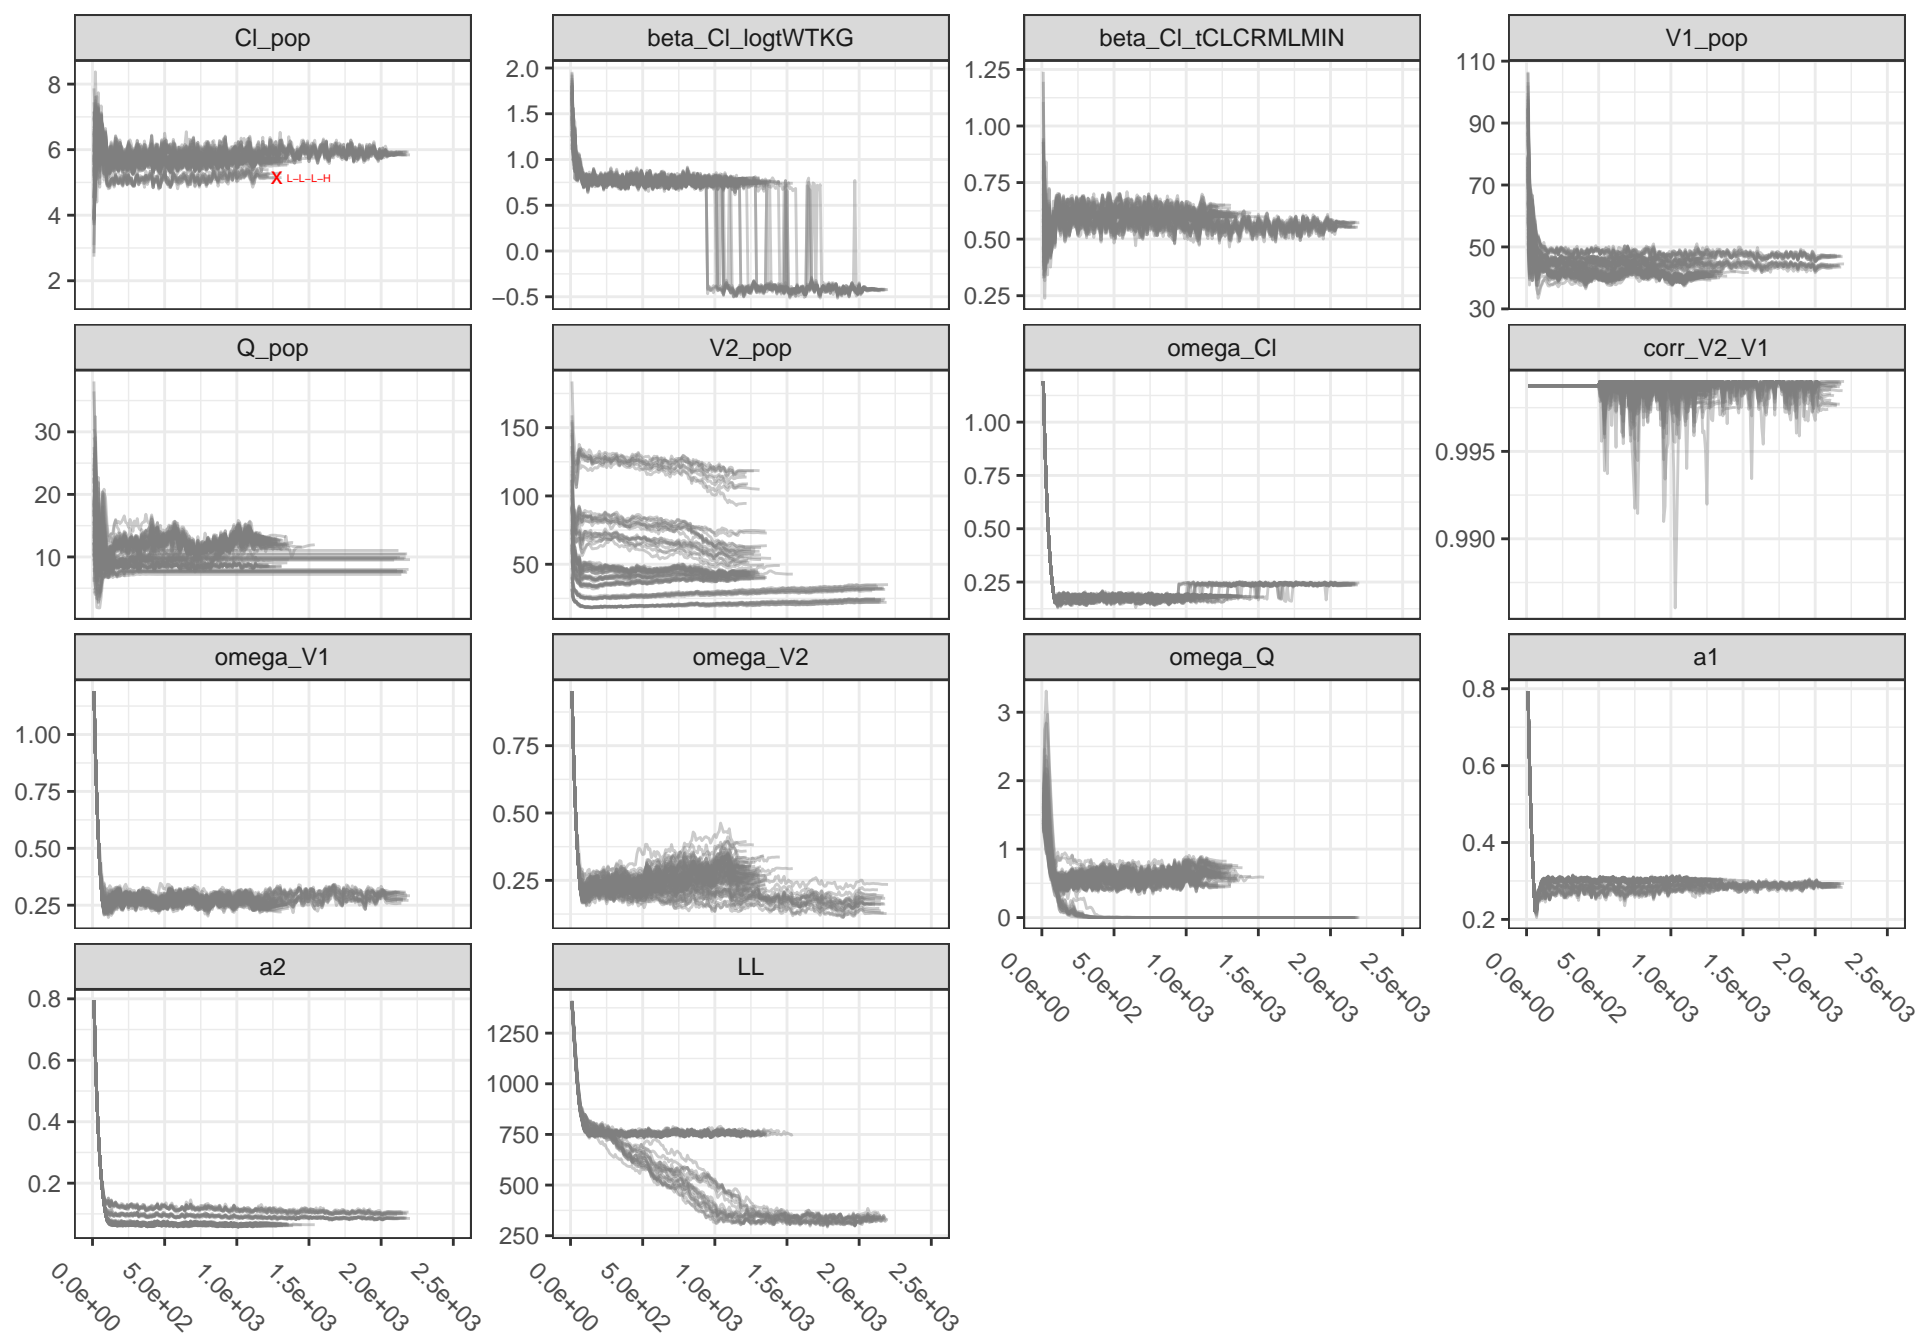 Cl_pop
beta_Cl_logtWTKG
beta_Cl_tCLCRMLMIN
V1_pop
8
6
4
2
X L–L–L–H
2.0
1.5
1.0
0.5
0.0
−0.5
1.25
1.00
0.75
0.50
0.25
110
90
70
50
30
Q_pop
V2_pop
omega_Cl
corr_V2_V1
30
20
10
150
100
50
1.00
0.75
0.50
0.25
0.995
0.990
omega_V1
omega_V2
omega_Q
a1
1.00
0.75
0.50
0.25
0.75
0.50
0.25
3
2
1
0
0.8
0.6
0.4
0.2
0.0e+00
5.0e+02
1.0e+03
1.5e+03
2.0e+03
2.5e+03
0.0e+00
5.0e+02
1.0e+03
1.5e+03
2.0e+03
2.5e+03
a2
LL
0.8
0.6
0.4
0.2
1250
1000
750
500
250
0.0e+00
5.0e+02
1.0e+03
1.5e+03
2.0e+03
2.5e+03
0.0e+00
5.0e+02
1.0e+03
1.5e+03
2.0e+03
2.5e+03